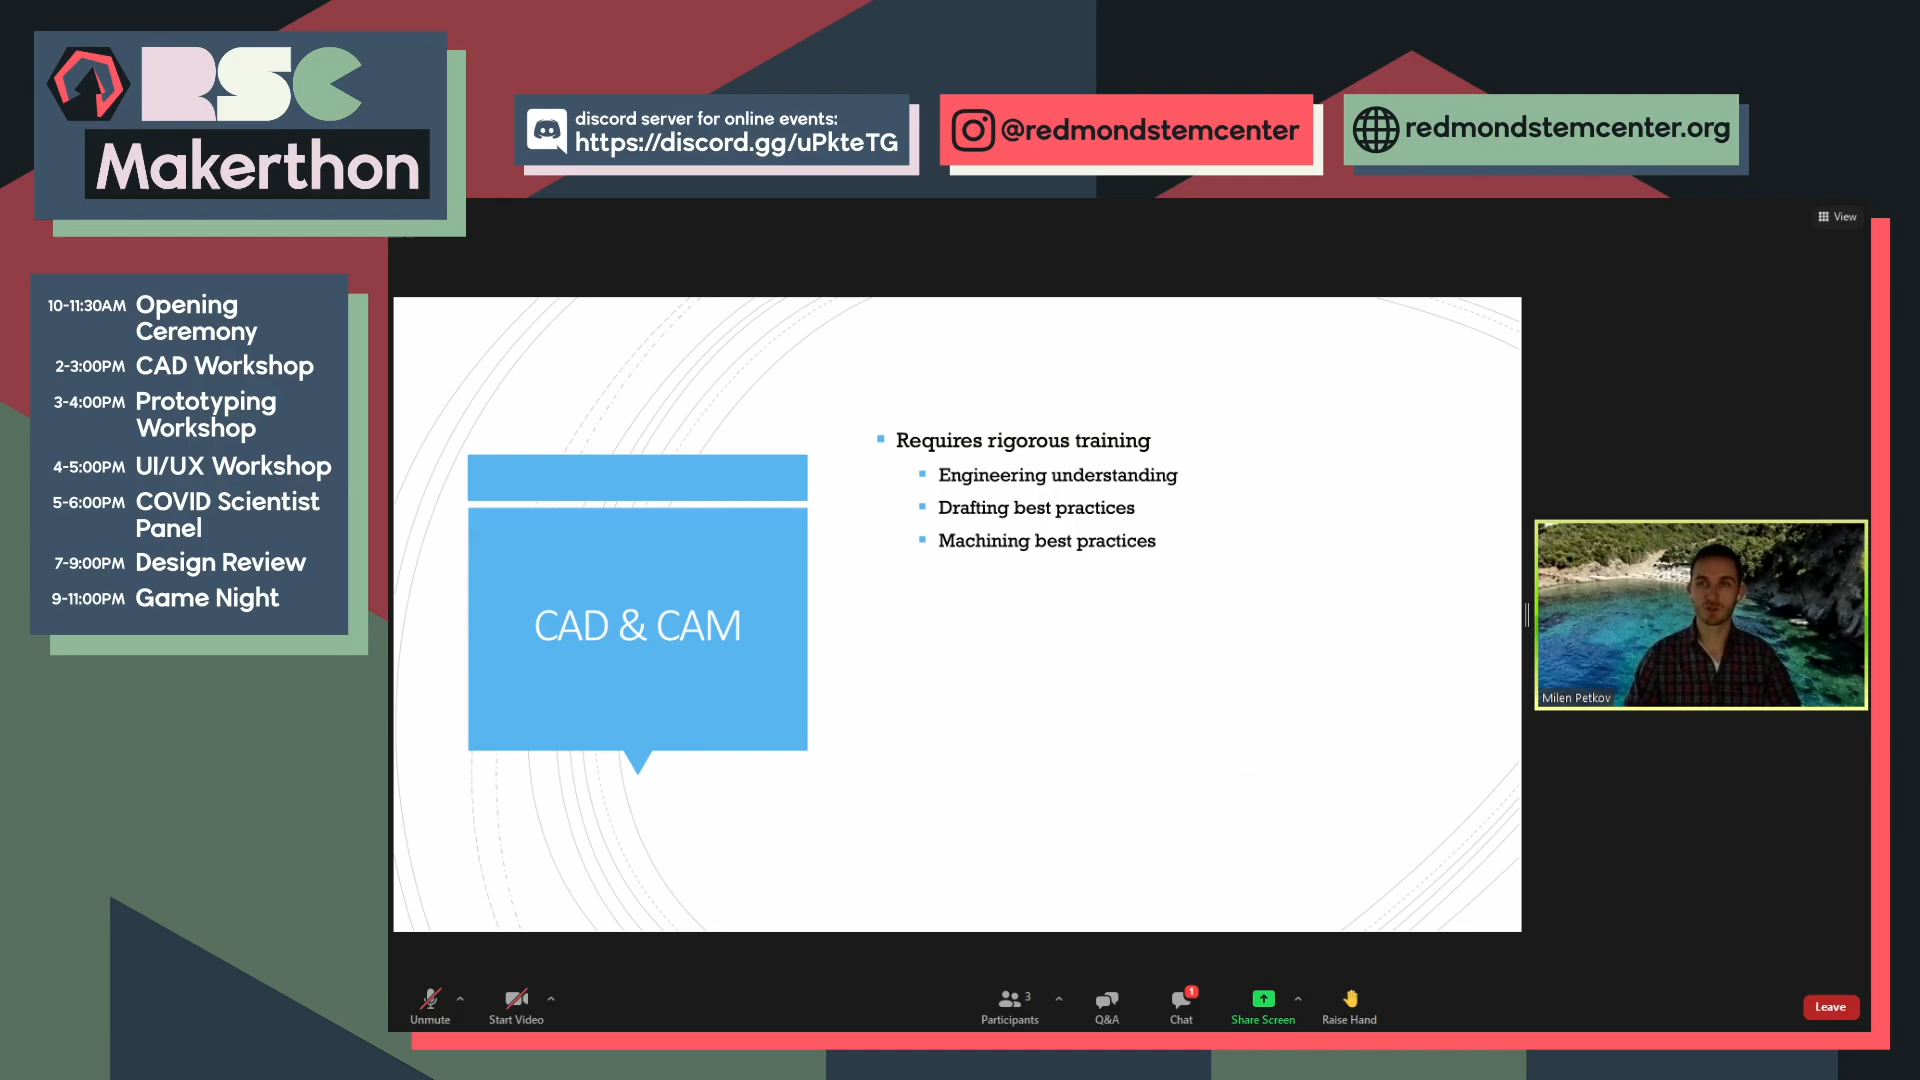 RSC
Makerthon
discord server for online events:
https://discord.gg/uPkteTG
@redmondstemcenter
redmondstemcenter.org
View
10-11:30AM Opening
Ceremony
2-3:00PM CAD Workshop
3-4:00PM Prototyping
Workshop
4-5:00PM UI/UX Workshop
5-6:00PM COVID Scientist
Panel
7-9:00PM Design Review
9-11:00PM Game Night
CAD & CAM
Requires rigorous training
Engineering understanding
Drafting best practices
Machining best practices
Milen Petkov
Unmute
Start Video
3
Participants
Q&A
1
Chat
Share Screen
Raise Hand
Leave